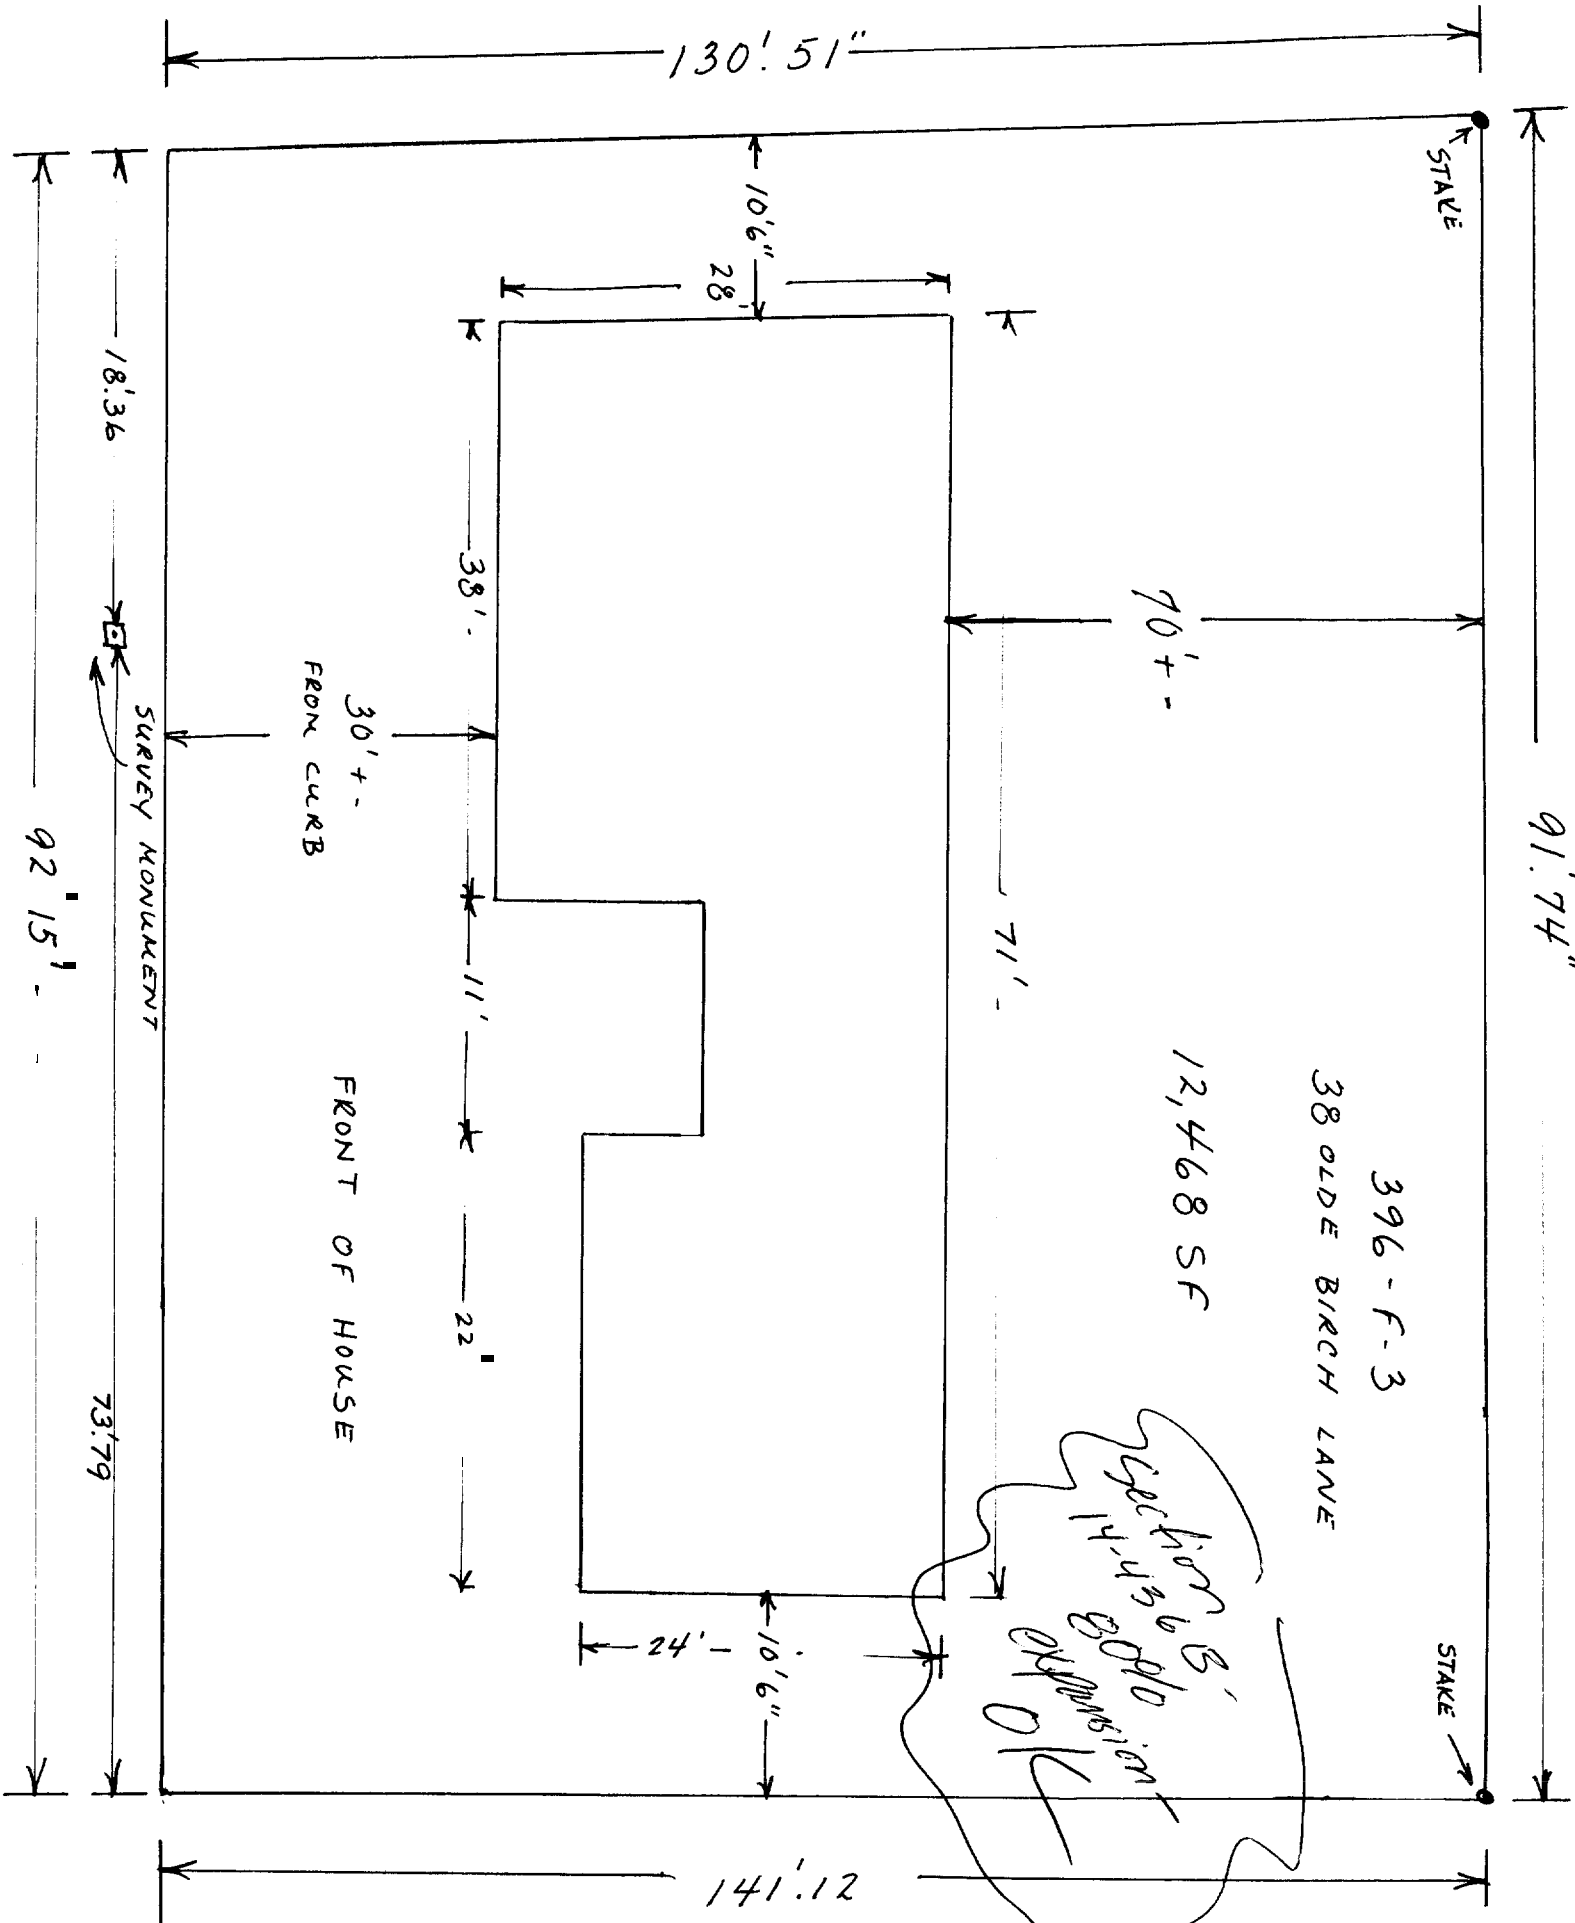 130'.51"
91'.74"
STAKE
396-F-3
38 OLDE BIRCH LANE
12,468 SF
STAKE
Section
14-436 B'
80%
expansion
OK
70'+-
71'-
10'6"
28'
24'-
10'6"
38'-
11'
22'
30'+-
FROM CURB
FRONT OF HOUSE
SURVEY MONUMENT
18'.36
73'.79
92'15'--
141'.12